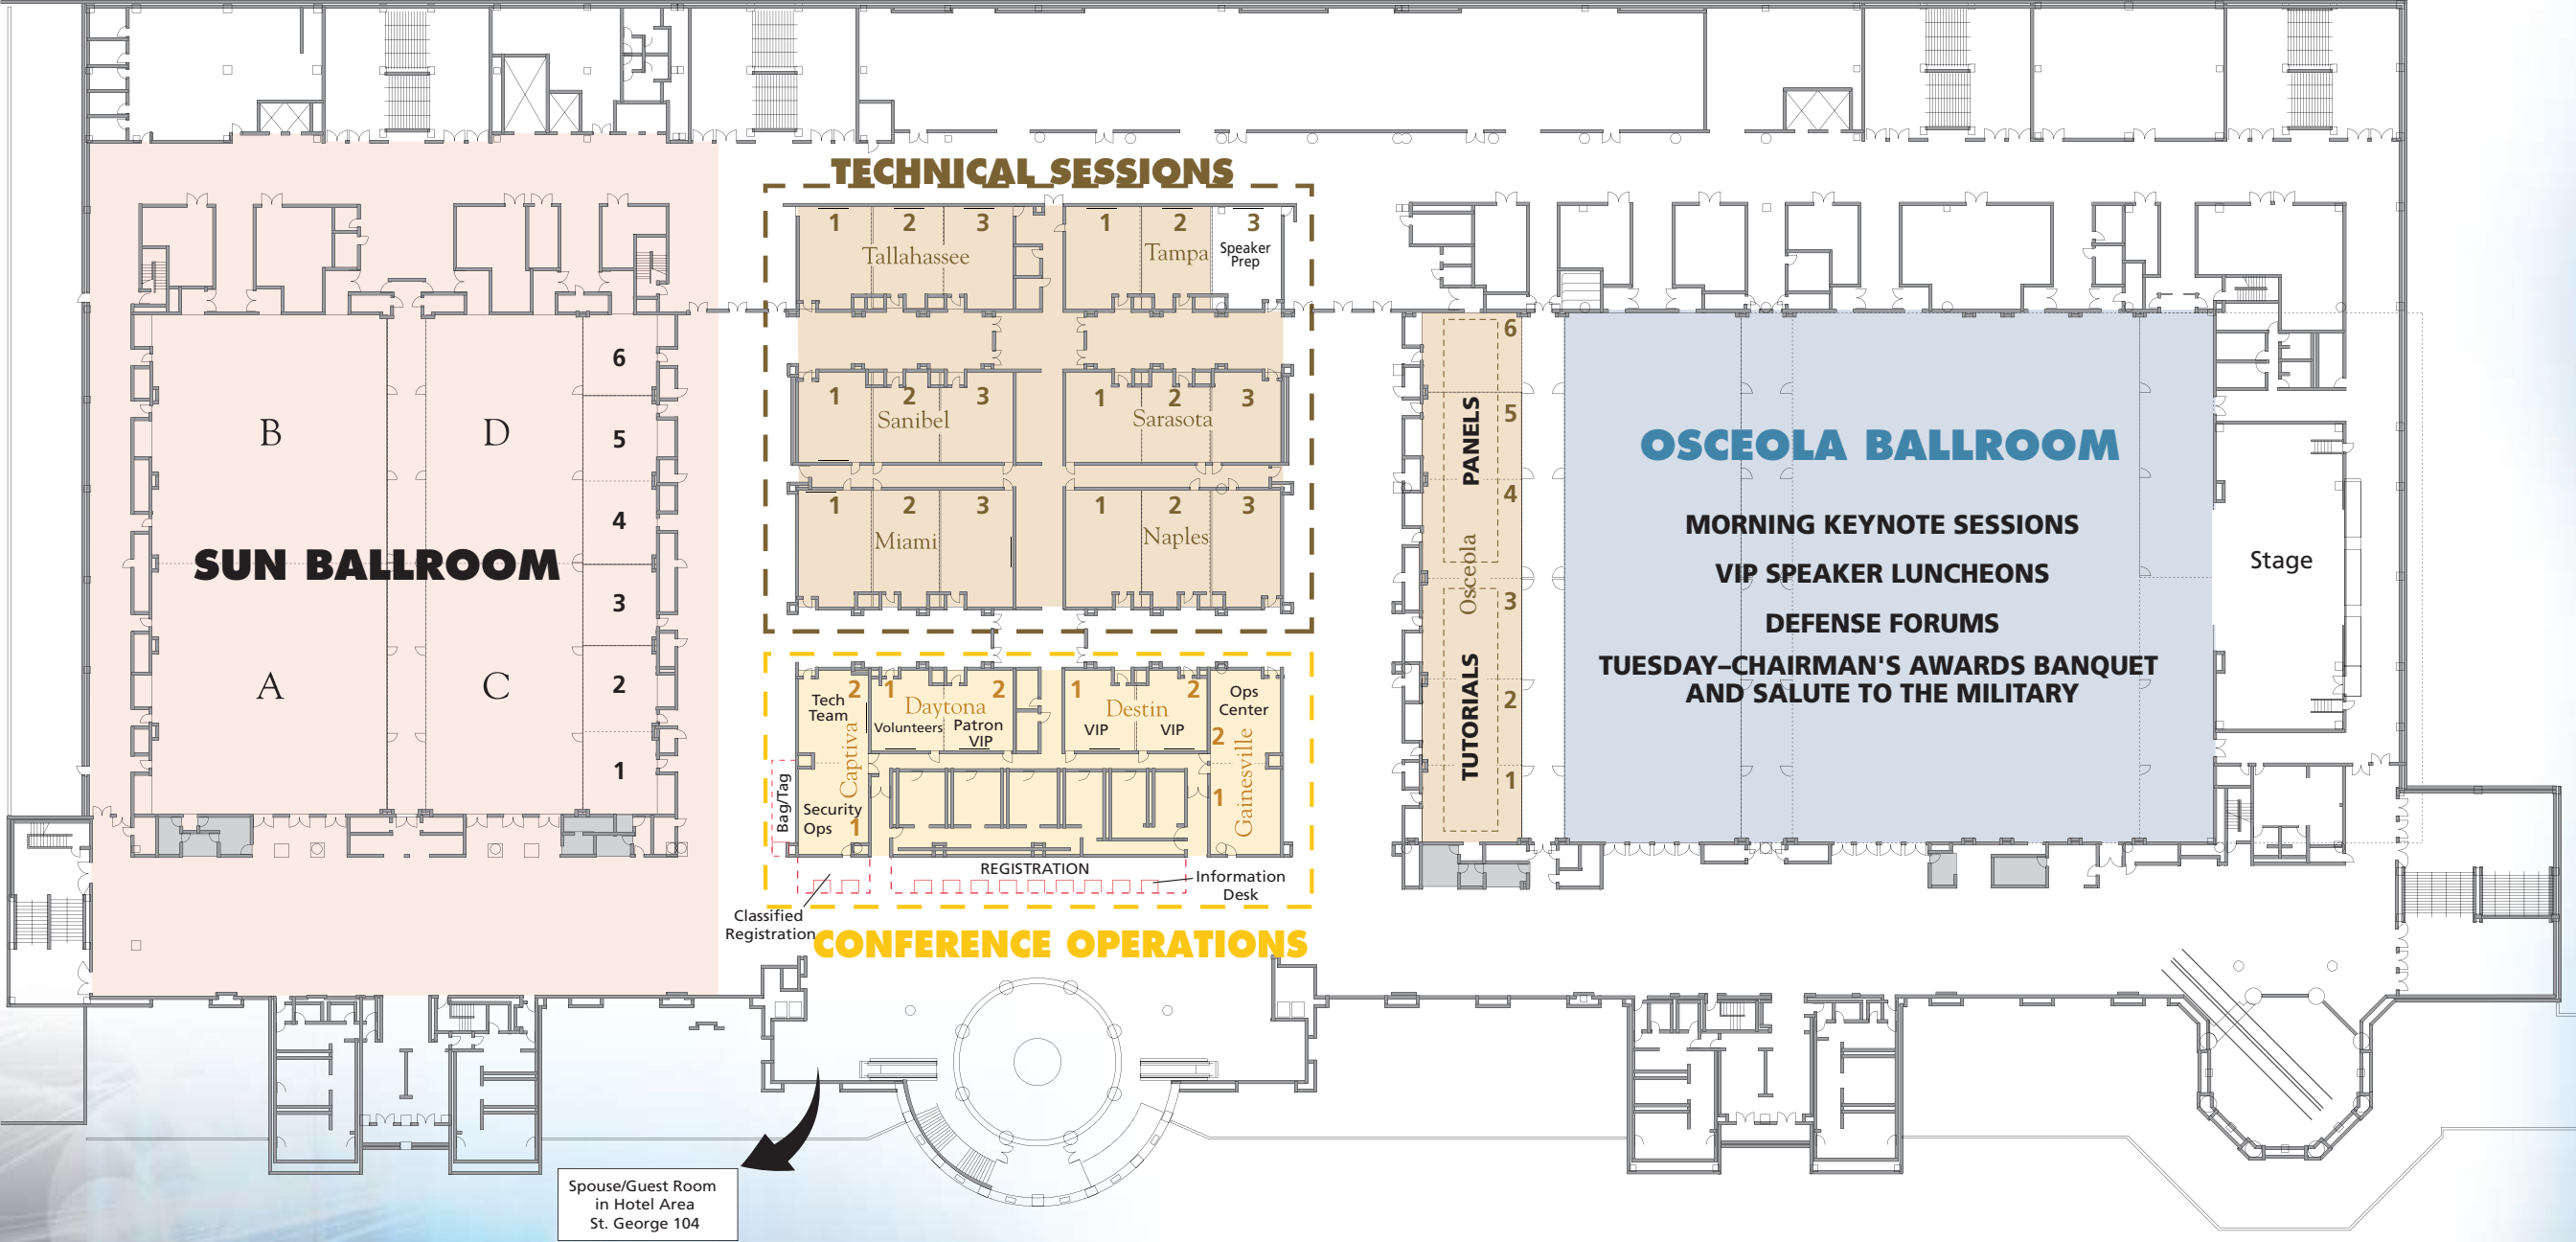 TECHNICAL SESSIONS
1 2 3
Tallahassee
1 2 3
Tampa
Speaker
Prep
1 2 3
Sanibel
1 2 3
Sarasota
1 2 3
Miami
1 2 3
Naples
B
D
A
C
SUN BALLROOM
6
5
4
3
2
1
Tech
Team
2
Captiva
Security
Ops
1
Bag/Tag
1 2
Daytona
Volunteers
Patron
VIP
1 2
Destin
VIP VIP
Ops
Center
2
Gainesville
1
REGISTRATION
Information
Desk
Classified
Registration
CONFERENCE OPERATIONS
6
5
4
3
2
1
PANELS
Osceola
TUTORIALS
OSCEOLA BALLROOM
MORNING KEYNOTE SESSIONS
VIP SPEAKER LUNCHEONS
DEFENSE FORUMS
TUESDAY–CHAIRMAN'S AWARDS BANQUET
AND SALUTE TO THE MILITARY
Stage
Spouse/Guest Room
in Hotel Area
St. George 104